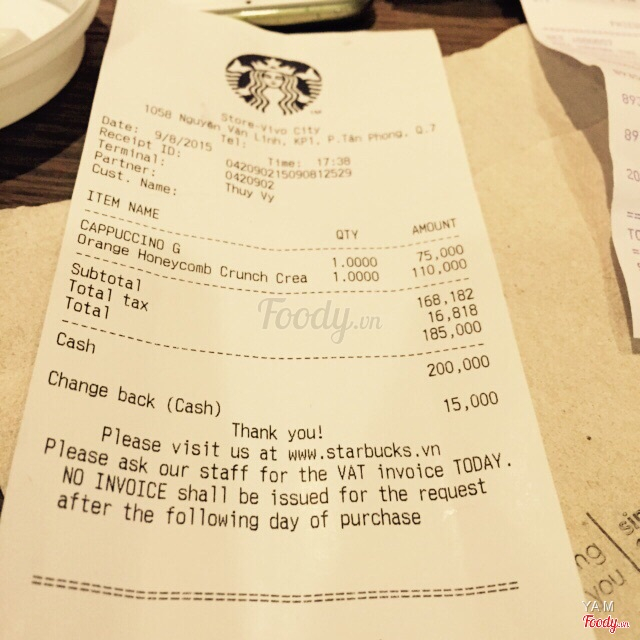 Store-Vivo City
1058 Nguyễn Văn Linh, KP1, P.Tân Phong, Q.7
Tel:
Date: 9/8/2015 Time: 17:38
Receipt ID: 042090215090812529
Terminal: 0420902
Partner: Thuy Vy
Cust. Name:
ITEM NAME QTY AMOUNT
CAPPUCCINO G 1.0000 75,000
Orange Honeycomb Crunch Crea 1.0000 110,000
Subtotal 168,182
Total tax 16,818
Total 185,000
Cash 200,000
Change back (Cash) 15,000
Thank you!
Please visit us at www.starbucks.vn
Please ask our staff for the VAT invoice TODAY.
NO INVOICE shall be issued for the request
after the following day of purchase
Foody.vn
YAM
Foody.vn